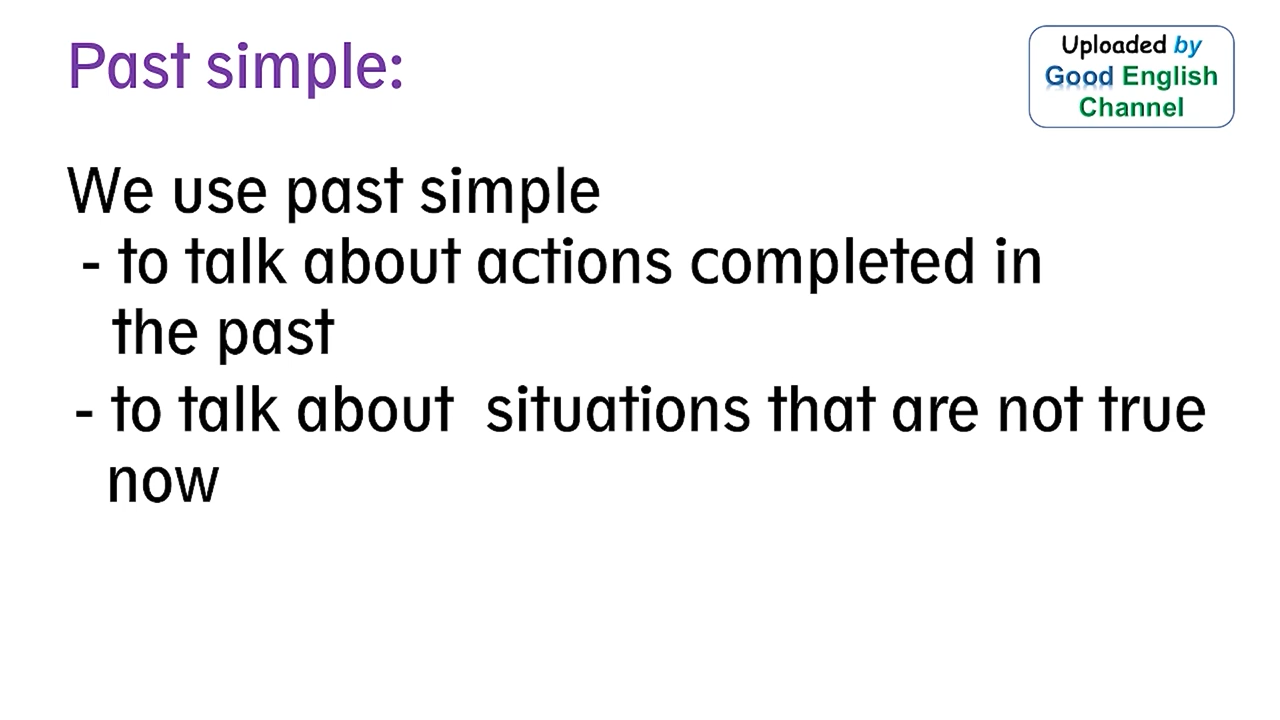 Past simple:
Uploaded by
Good English
Channel
We use past simple
- to talk about actions completed in
the past
- to talk about situations that are not true
now